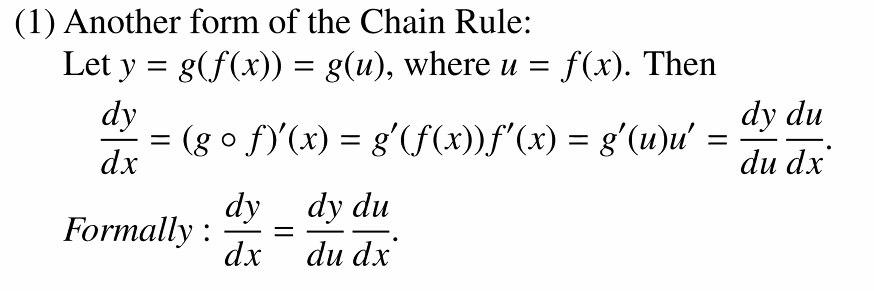 (1) Another form of the Chain Rule:
Let y = g(f(x)) = g(u), where u = f(x). Then
dy/dx = (g ∘ f)′(x) = g′(f(x))f′(x) = g′(u)u′ = dy/du du/dx.
Formally : dy/dx = dy/du du/dx.